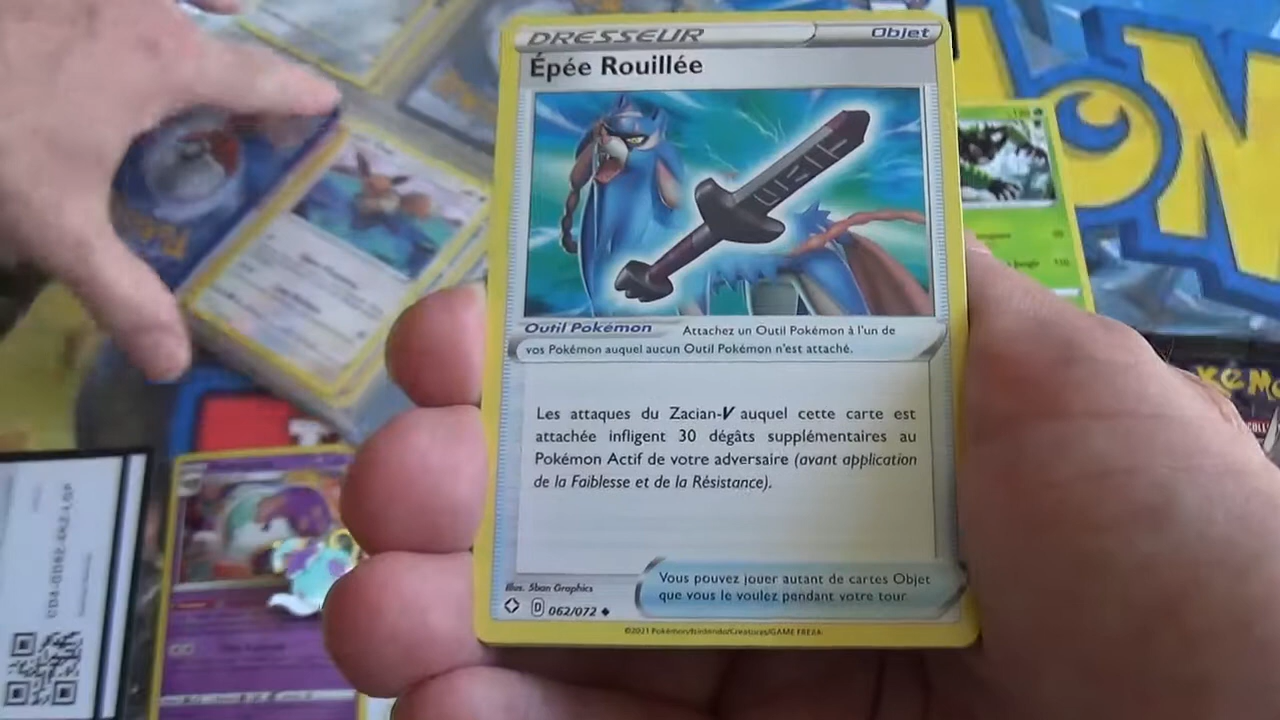 DRESSEUR
Objet
Épée Rouillée
Outil Pokémon Attachez un Outil Pokémon à l'un de
vos Pokémon auquel aucun Outil Pokémon n'est attaché.
Les attaques du Zacian-V auquel cette carte est
attachée infligent 30 dégâts supplémentaires au
Pokémon Actif de votre adversaire (avant application
de la Faiblesse et de la Résistance).
Vous pouvez jouer autant de cartes Objet
que vous le voulez pendant votre tour.
Illus. 5ban Graphics
D 062/072
©2021 Pokémon/Nintendo/Creatures/GAME FREAK